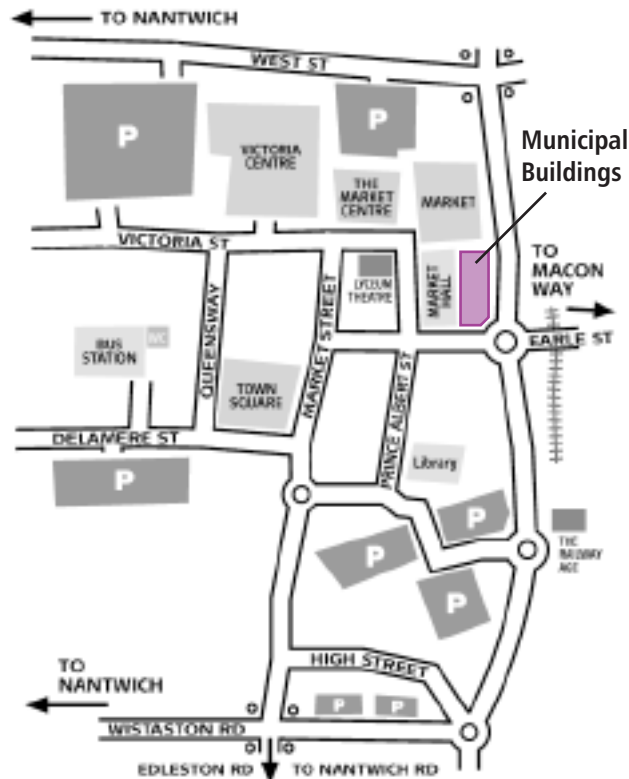 TO NANTWICH
WEST ST
P
P
VICTORIA
CENTRE
THE
MARKET
CENTRE
MARKET
Municipal
Buildings
VICTORIA ST
LYCEUM
THEATRE
MARKET
HALL
TO
MACON
WAY
BUS
STATION
WC
QUEENSWAY
MARKET STREET
EARLE ST
TOWN
SQUARE
PRINCE ALBERT ST
DELAMERE ST
Library
P
P
P
P
THE
RAILWAY
AGE
HIGH STREET
TO
NANTWICH
P
P
WISTASTON RD
EDLESTON RD
TO NANTWICH RD